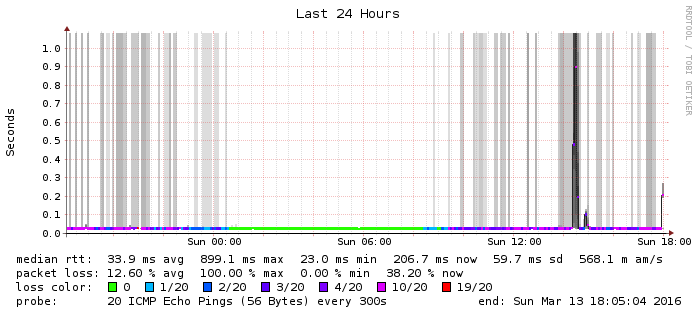 Last 24 Hours
RRDTOOL / TOBI OETIKER
Seconds
1.0
0.9
0.8
0.7
0.6
0.5
0.4
0.3
0.2
0.1
0.0
Sun 00:00 Sun 06:00 Sun 12:00 Sun 18:00
median rtt: 33.9 ms avg 899.1 ms max 23.0 ms min 206.7 ms now 59.7 ms sd 568.1 m am/s
packet loss: 12.60 % avg 100.00 % max 0.00 % min 38.20 % now
loss color: 0 1/20 2/20 3/20 4/20 10/20 19/20
probe: 20 ICMP Echo Pings (56 Bytes) every 300s end: Sun Mar 13 18:05:04 2016